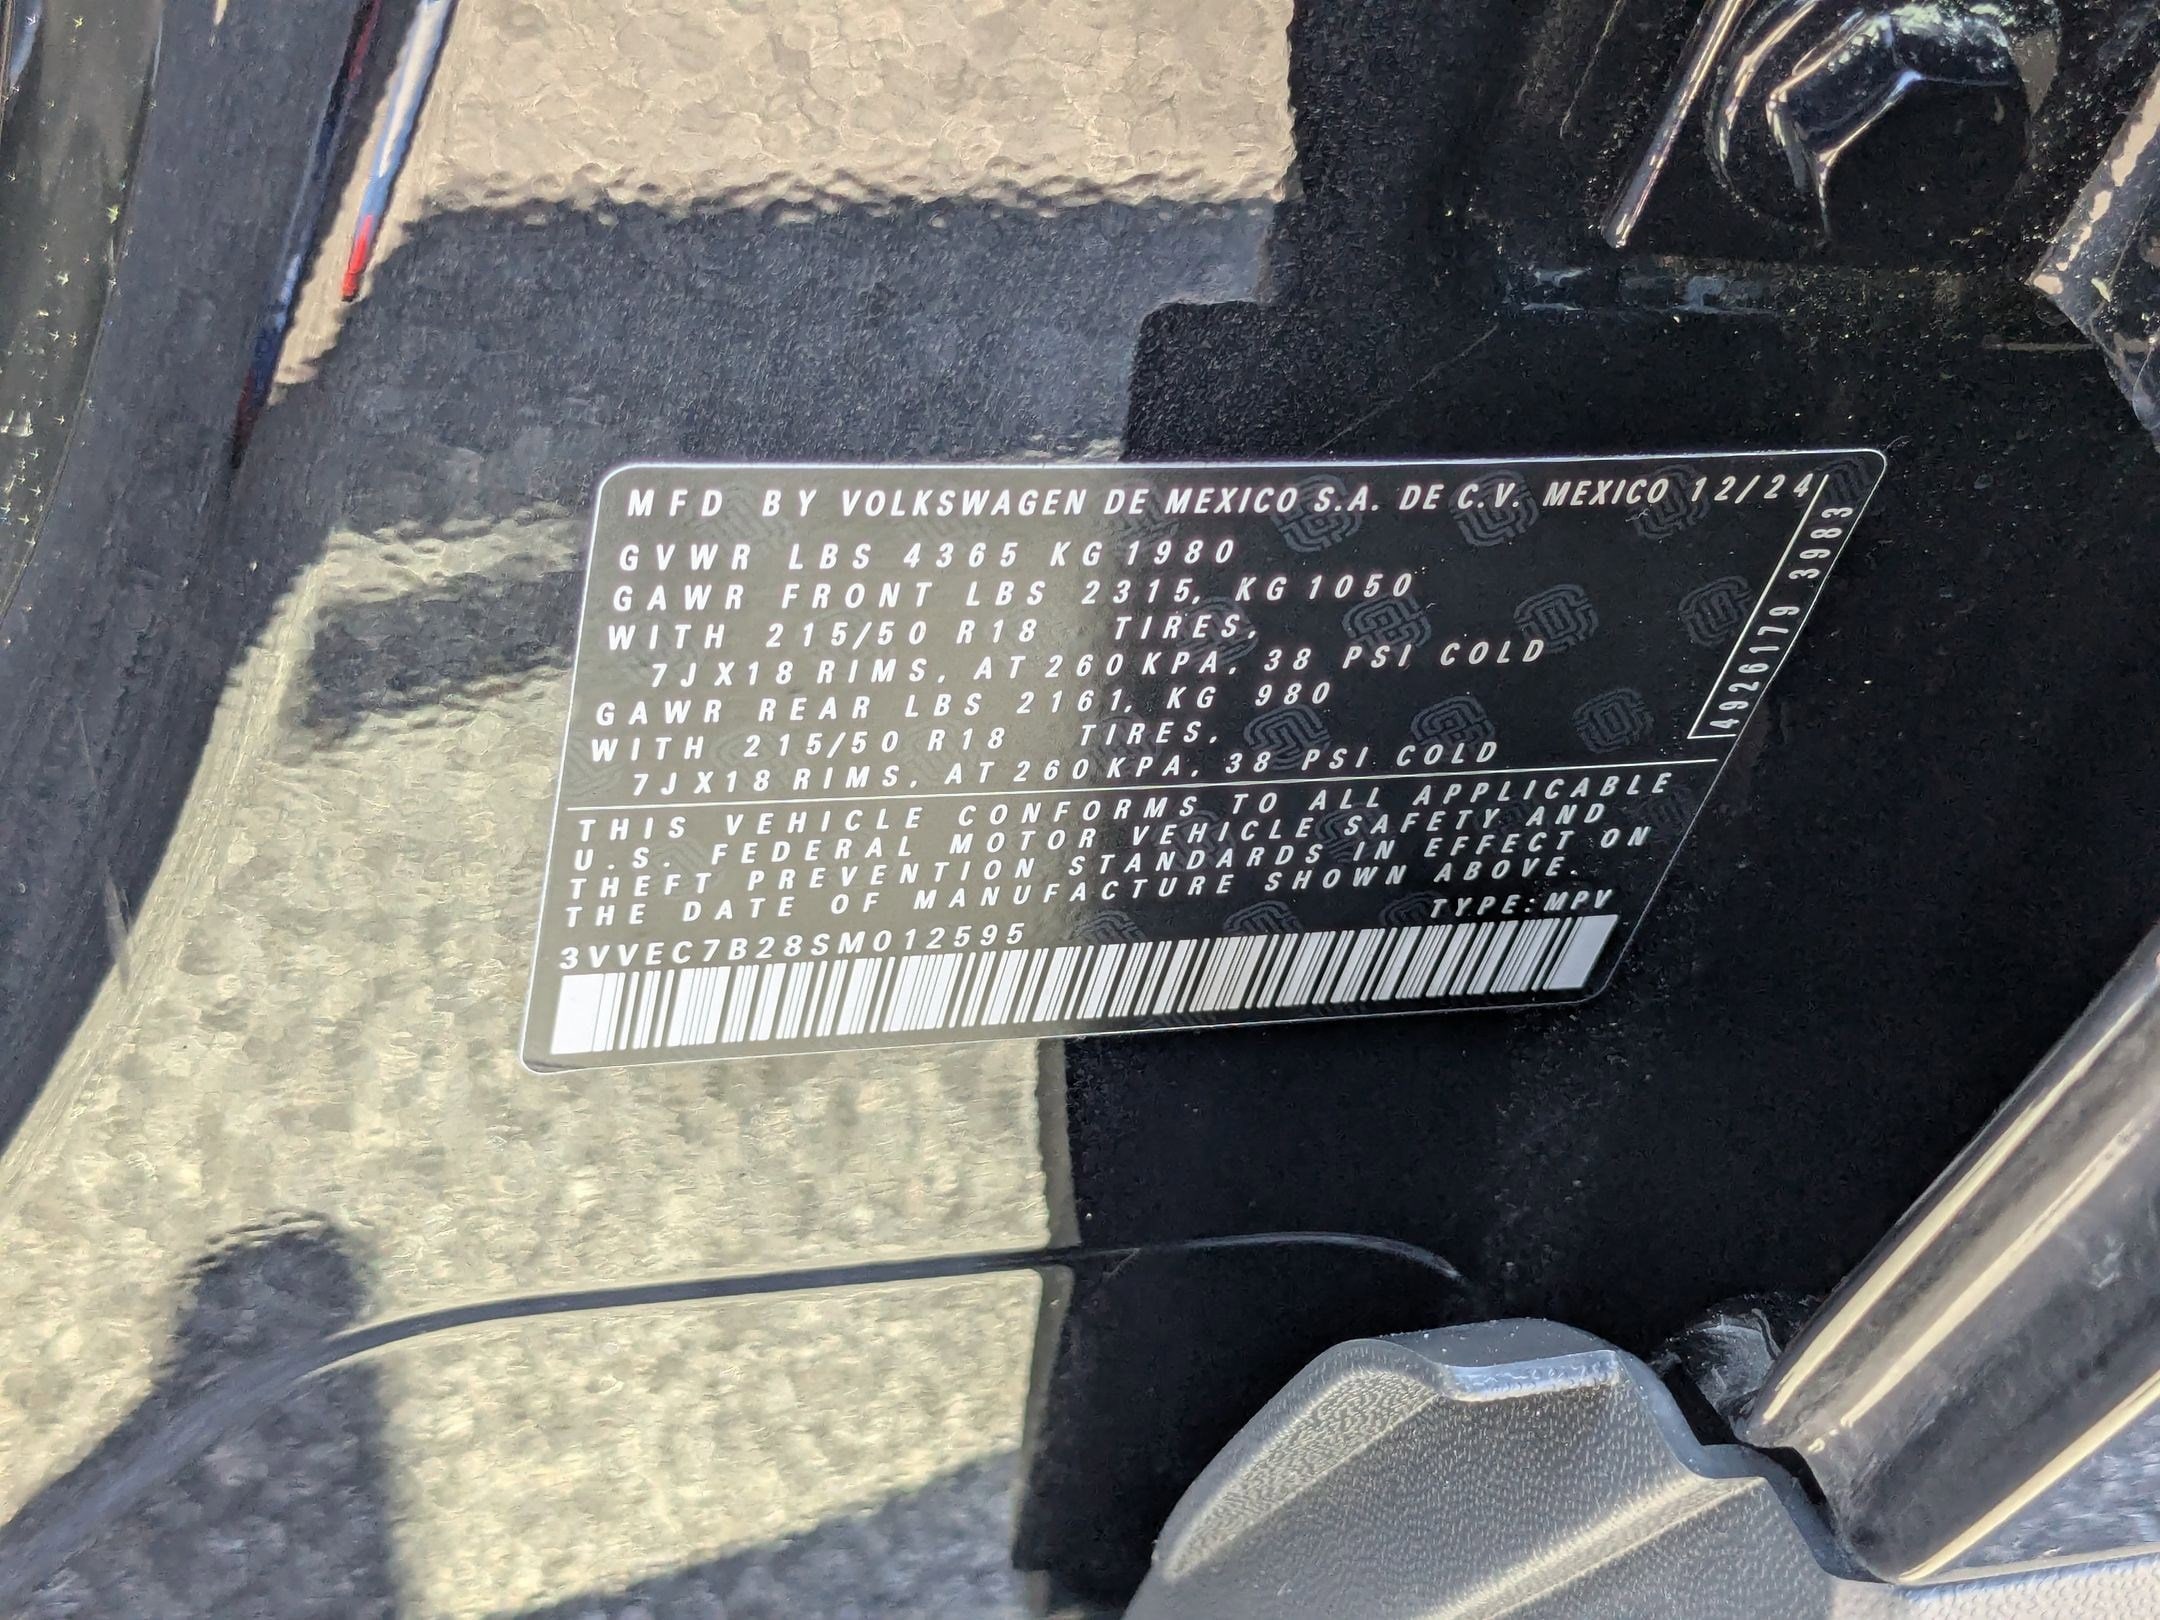 MFD BY VOLKSWAGEN DE MEXICO S.A. DE C.V. MEXICO 12/24
GVWR LBS 4365 KG 1980
GAWR FRONT LBS 2315, KG 1050
WITH 215/50 R18 TIRES,
7JX18 RIMS, AT 260 KPA, 38 PSI COLD
GAWR REAR LBS 2161, KG 980
WITH 215/50 R18 TIRES,
7JX18 RIMS, AT 260 KPA, 38 PSI COLD
4926179 3983
THIS VEHICLE CONFORMS TO ALL APPLICABLE
U.S. FEDERAL MOTOR VEHICLE SAFETY AND
THEFT PREVENTION STANDARDS IN EFFECT ON
THE DATE OF MANUFACTURE SHOWN ABOVE.
TYPE: MPV
3VVEC7B28SM012595